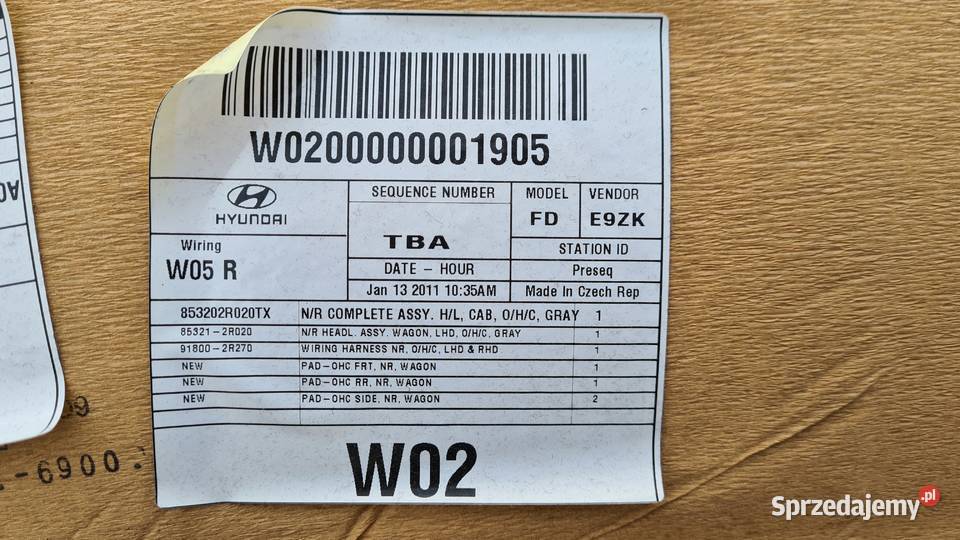 W0200000001905
HYUNDAI
SEQUENCE NUMBER
MODEL
VENDOR
TBA
FD
E9ZK
Wiring
W05 R
STATION ID
DATE - HOUR
Preseq
Jan 13 2011 10:35AM
Made In Czech Rep
853202R020TX N/R COMPLETE ASSY. H/L, CAB, O/H/C, GRAY 1
85321-2R020 N/R HEADL. ASSY. WAGON, LHD, O/H/C, GRAY 1
91800-2R270 WIRING HARNESS NR, O/H/C, LHD & RHD 1
NEW PAD-OHC FRT, NR, WAGON 1
NEW PAD-OHC RR, NR, WAGON 1
NEW PAD-OHC SIDE, NR, WAGON 2
W02
-6900
Sprzedajemy.pl